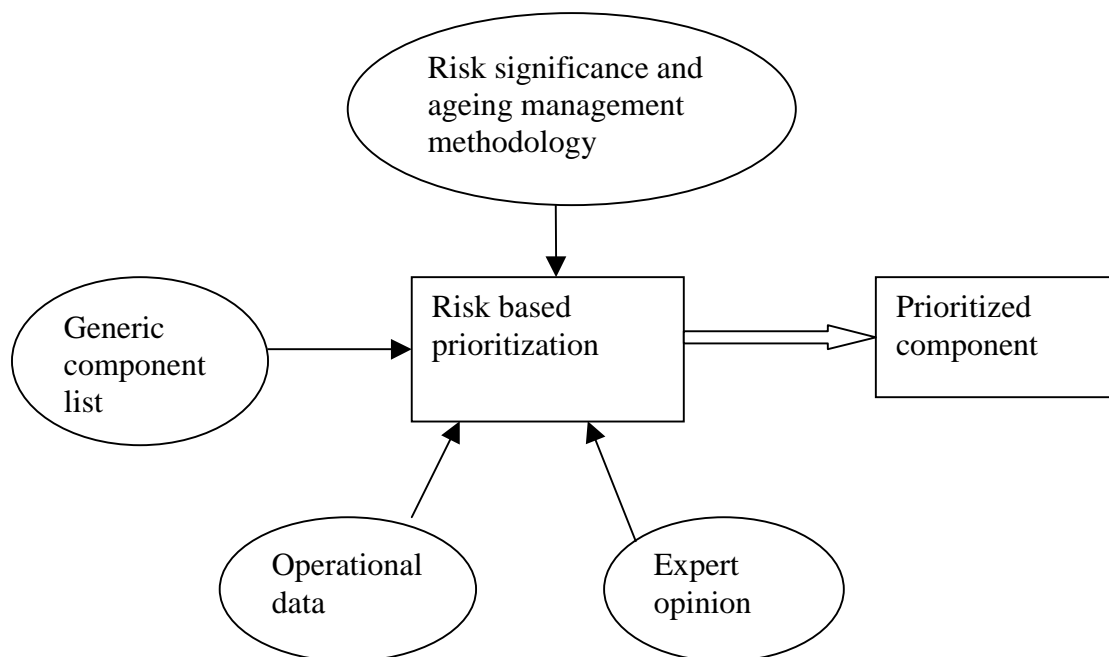 Risk significance and
ageing management
methodology
Generic
component
list
Risk based
prioritization
Prioritized
component
Operational
data
Expert
opinion